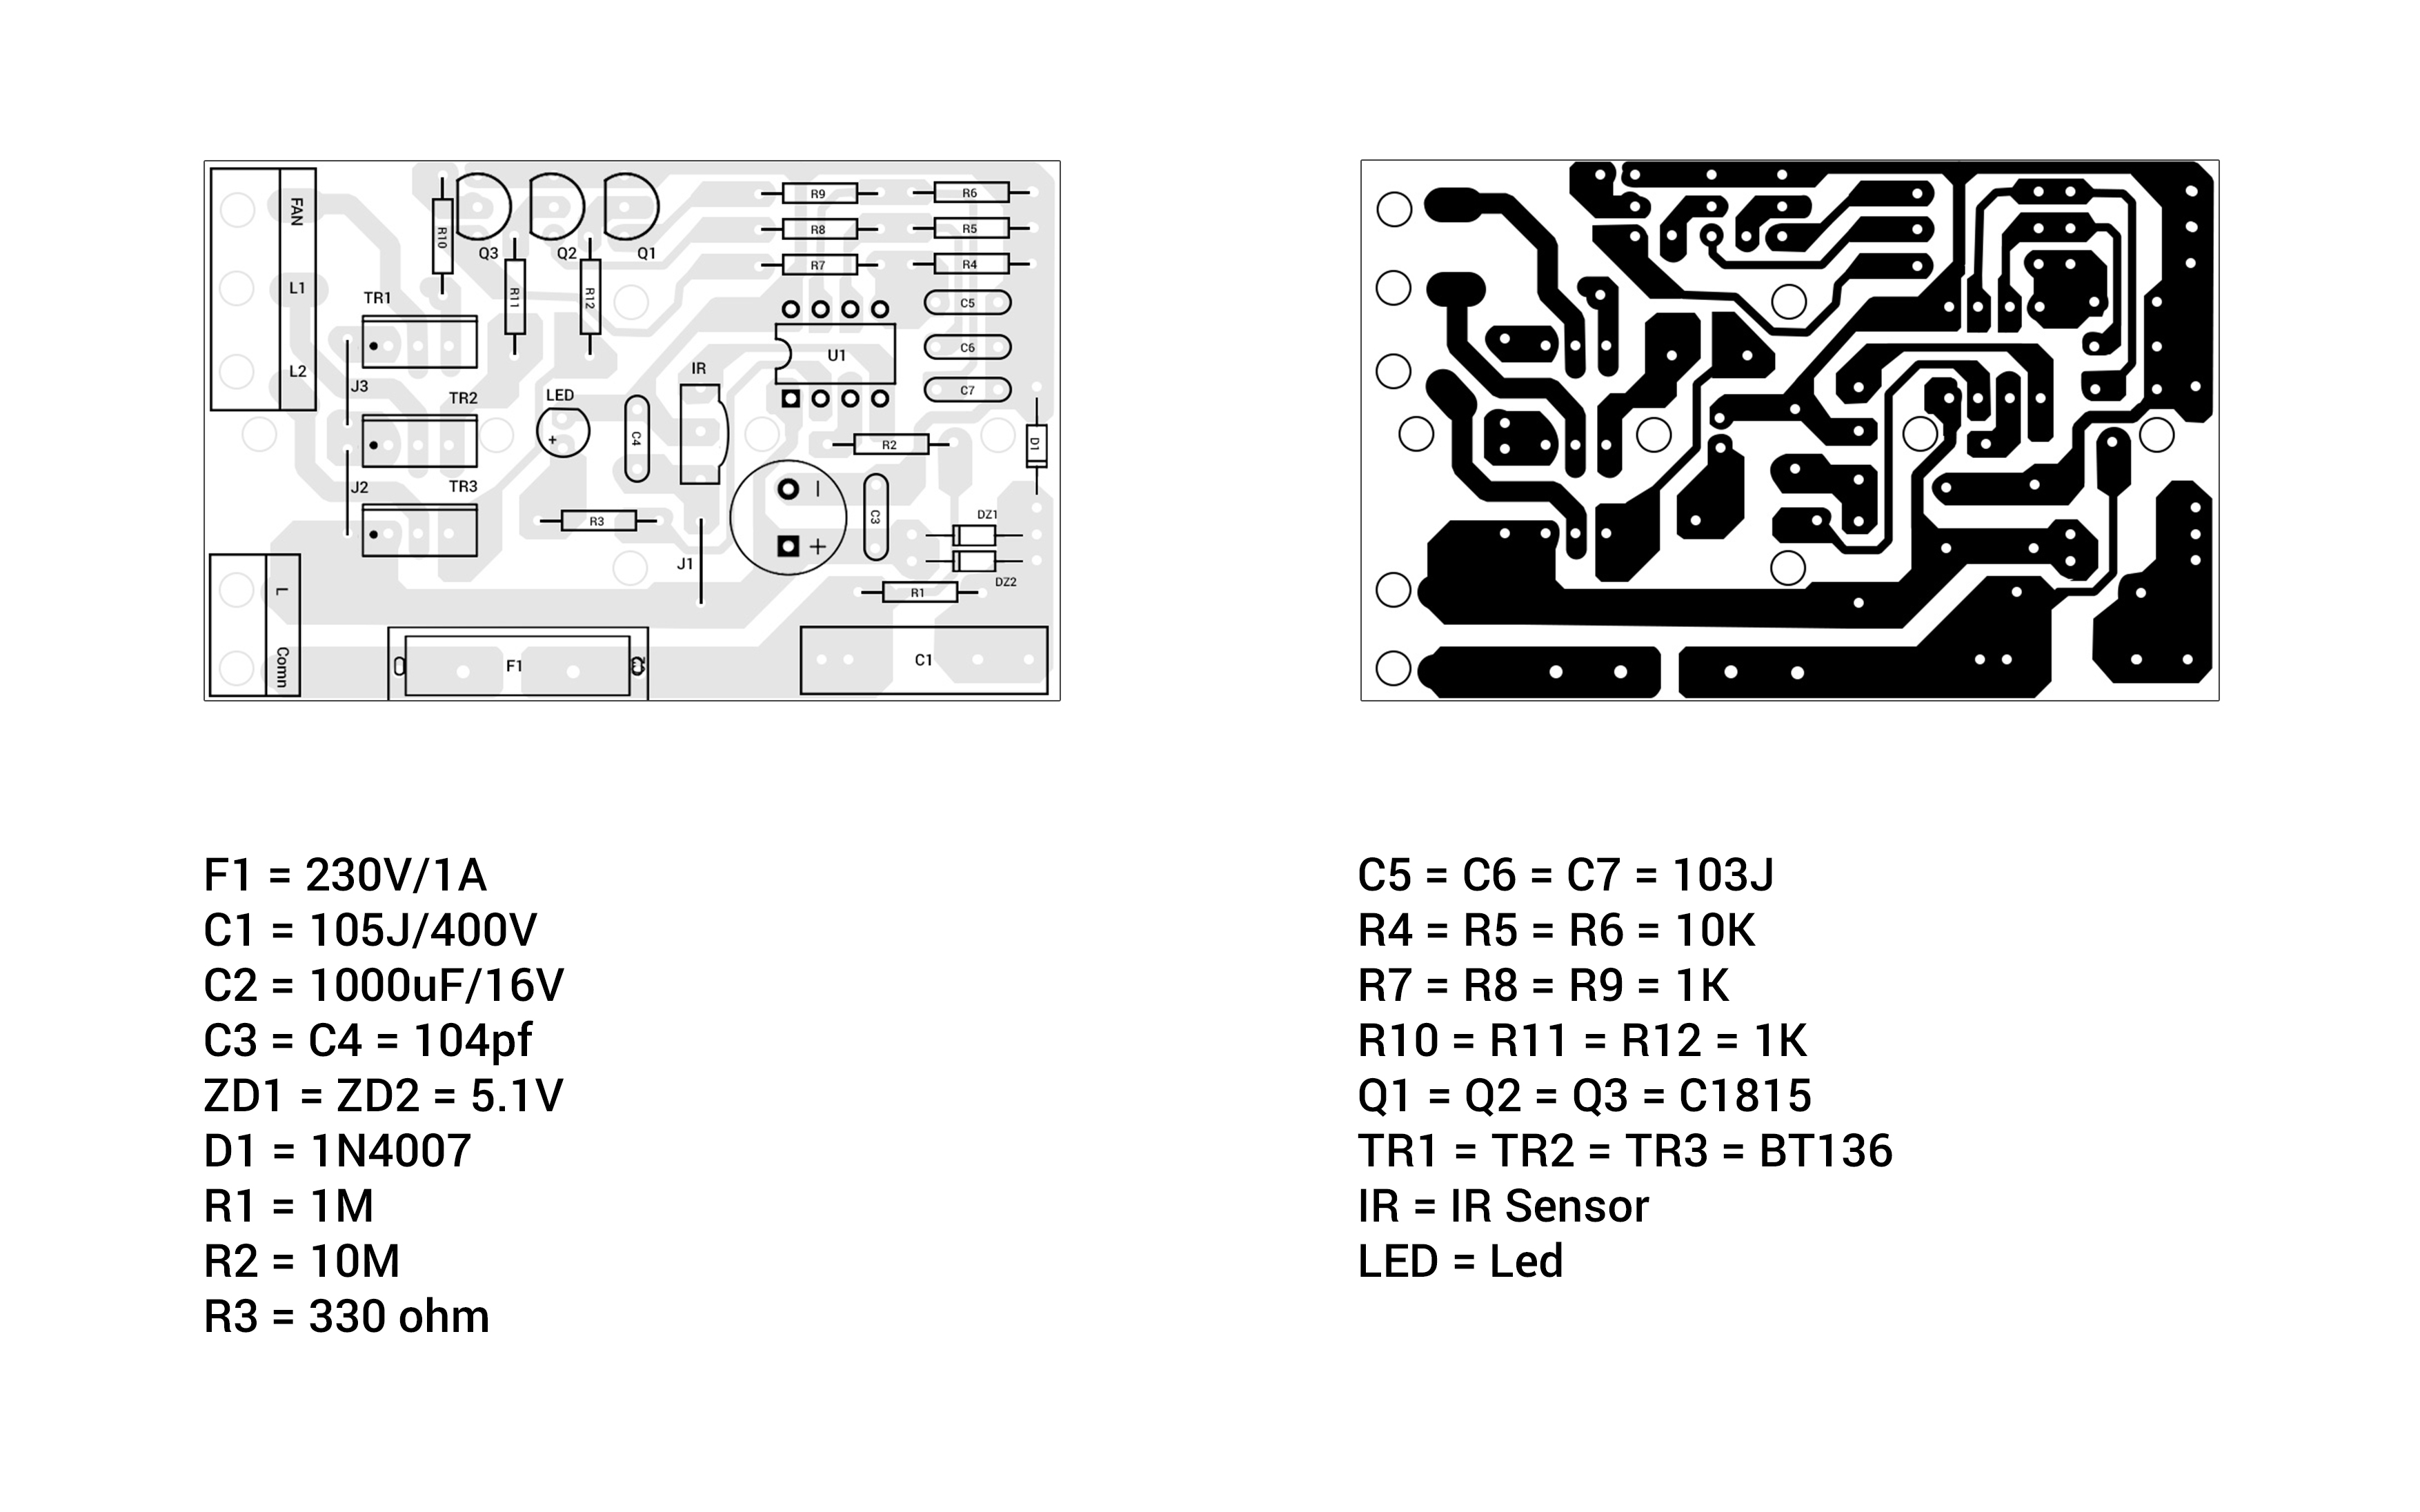 FAN
L1
L2
R10
Q3
Q2
Q1
R11
R12
R9
R6
R8
R5
R7
R4
C5
TR1
U1
C6
IR
C7
J3
TR2
LED
+
C4
R2
D1
J2
TR3
R3
|
+
C3
DZ1
DZ2
J1
R1
L
Comn
F1
C1
F1 = 230V/1A
C1 = 105J/400V
C2 = 1000uF/16V
C3 = C4 = 104pf
ZD1 = ZD2 = 5.1V
D1 = 1N4007
R1 = 1M
R2 = 10M
R3 = 330 ohm
C5 = C6 = C7 = 103J
R4 = R5 = R6 = 10K
R7 = R8 = R9 = 1K
R10 = R11 = R12 = 1K
Q1 = Q2 = Q3 = C1815
TR1 = TR2 = TR3 = BT136
IR = IR Sensor
LED = Led